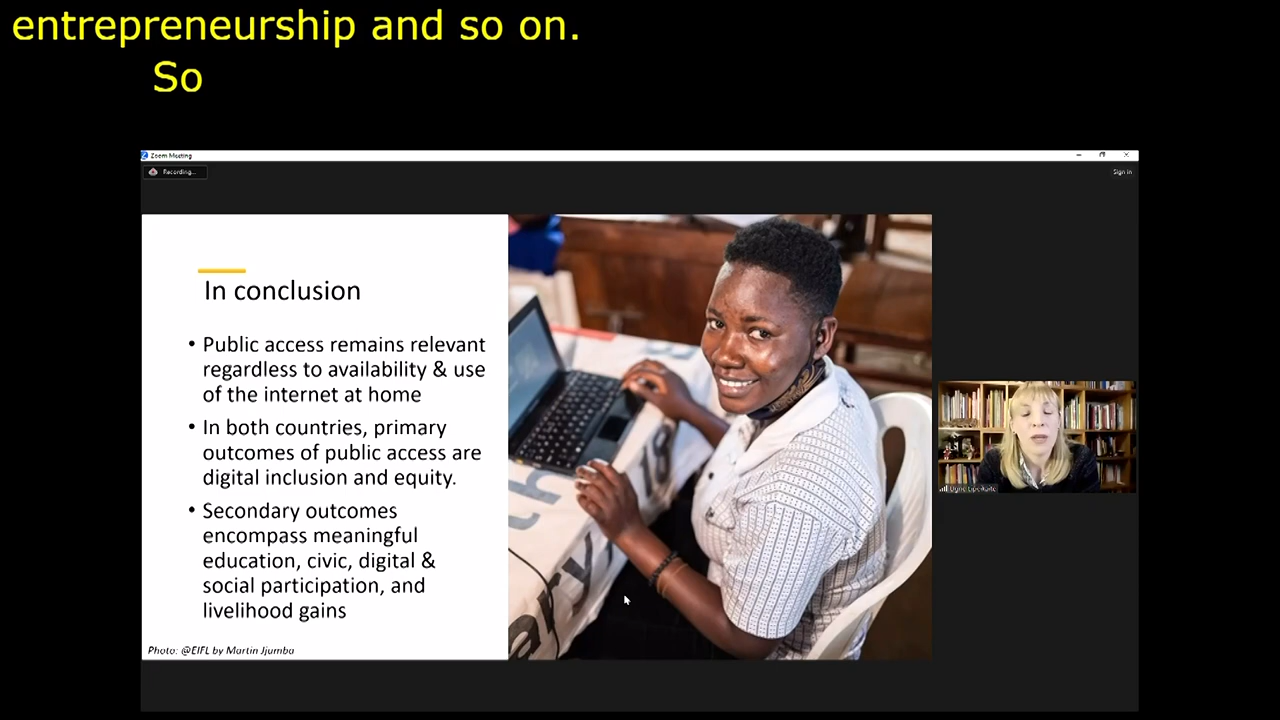 entrepreneurship and so on.
So
Zoom Meeting
Recording...
Sign in
In conclusion
• Public access remains relevant
regardless to availability & use
of the internet at home
• In both countries, primary
outcomes of public access are
digital inclusion and equity.
• Secondary outcomes
encompass meaningful
education, civic, digital &
social participation, and
livelihood gains
Photo: @EIFL by Martin Jjumba